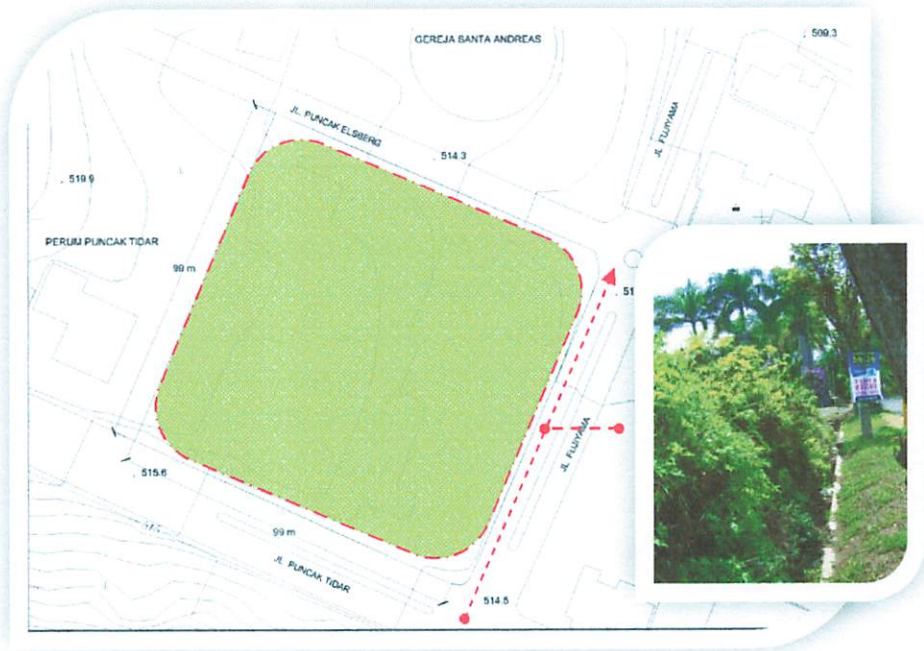 GEREJA SANTA ANDREAS
509.3
JL. PUNCAK ELSBERG
514.3
JL. FUJIYAMA
519.9
PERUM PUNCAK TIDAR
99 m
JL. FUJIYAMA
515.6
99 m
JL. PUNCAK TIDAR
514.5